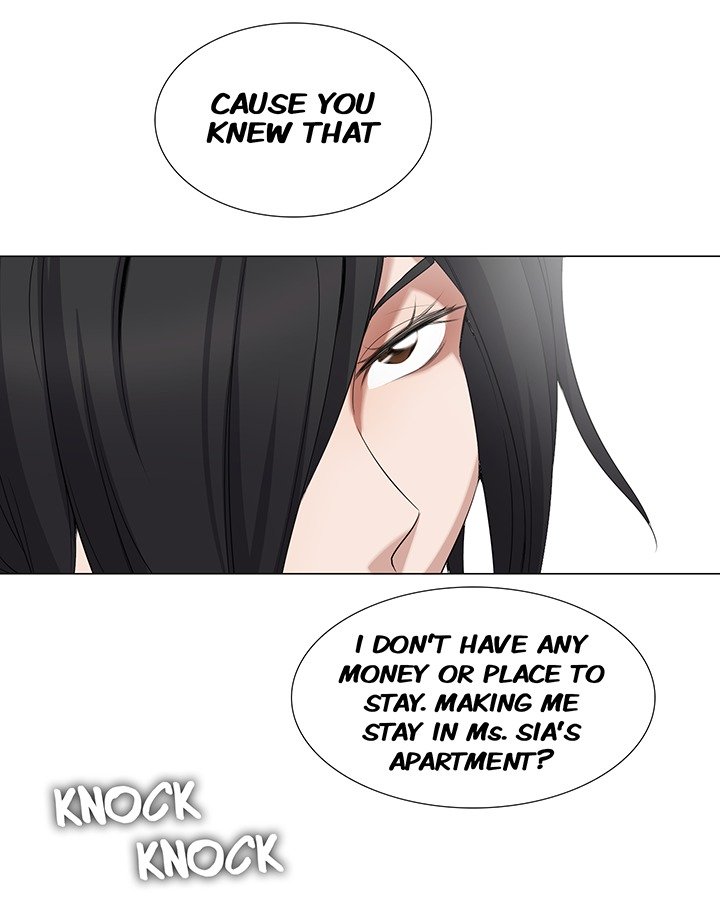 CAUSE YOU
KNEW THAT
I DON'T HAVE ANY
MONEY OR PLACE TO
STAY. MAKING ME
STAY IN Ms. SIA'S
APARTMENT?
KNOCK
KNOCK